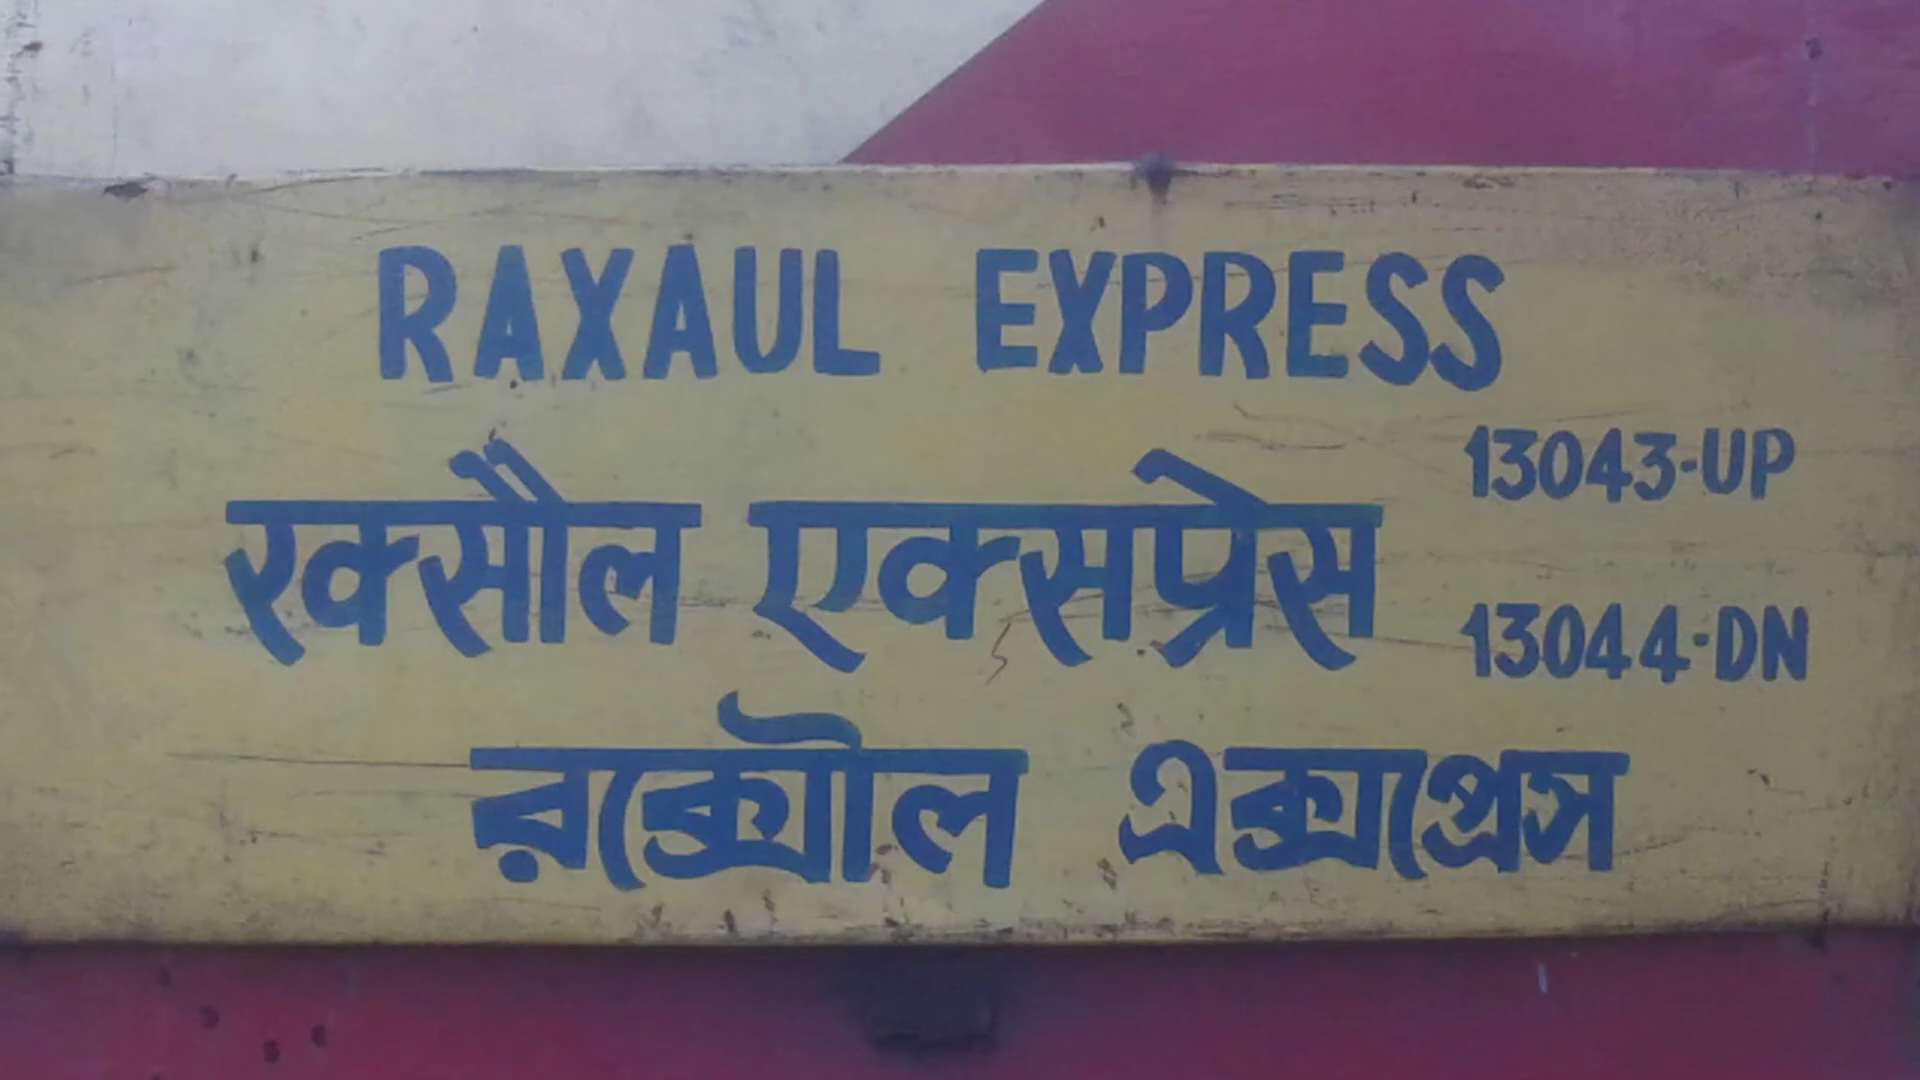 RAXAUL EXPRESS
13043-UP
रक्सौल एक्सप्रेस
13044-DN
রক্সৌল এক্সপ্রেস